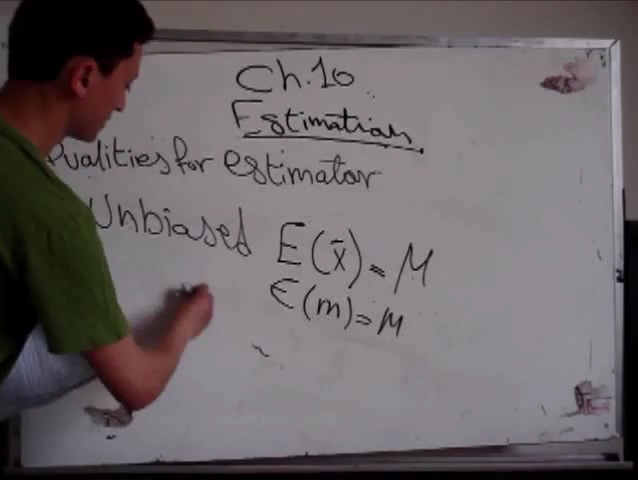 Ch.10
Estimation
Qualities for estimator
Unbiased E(x̄) = μ
E(m) = μ